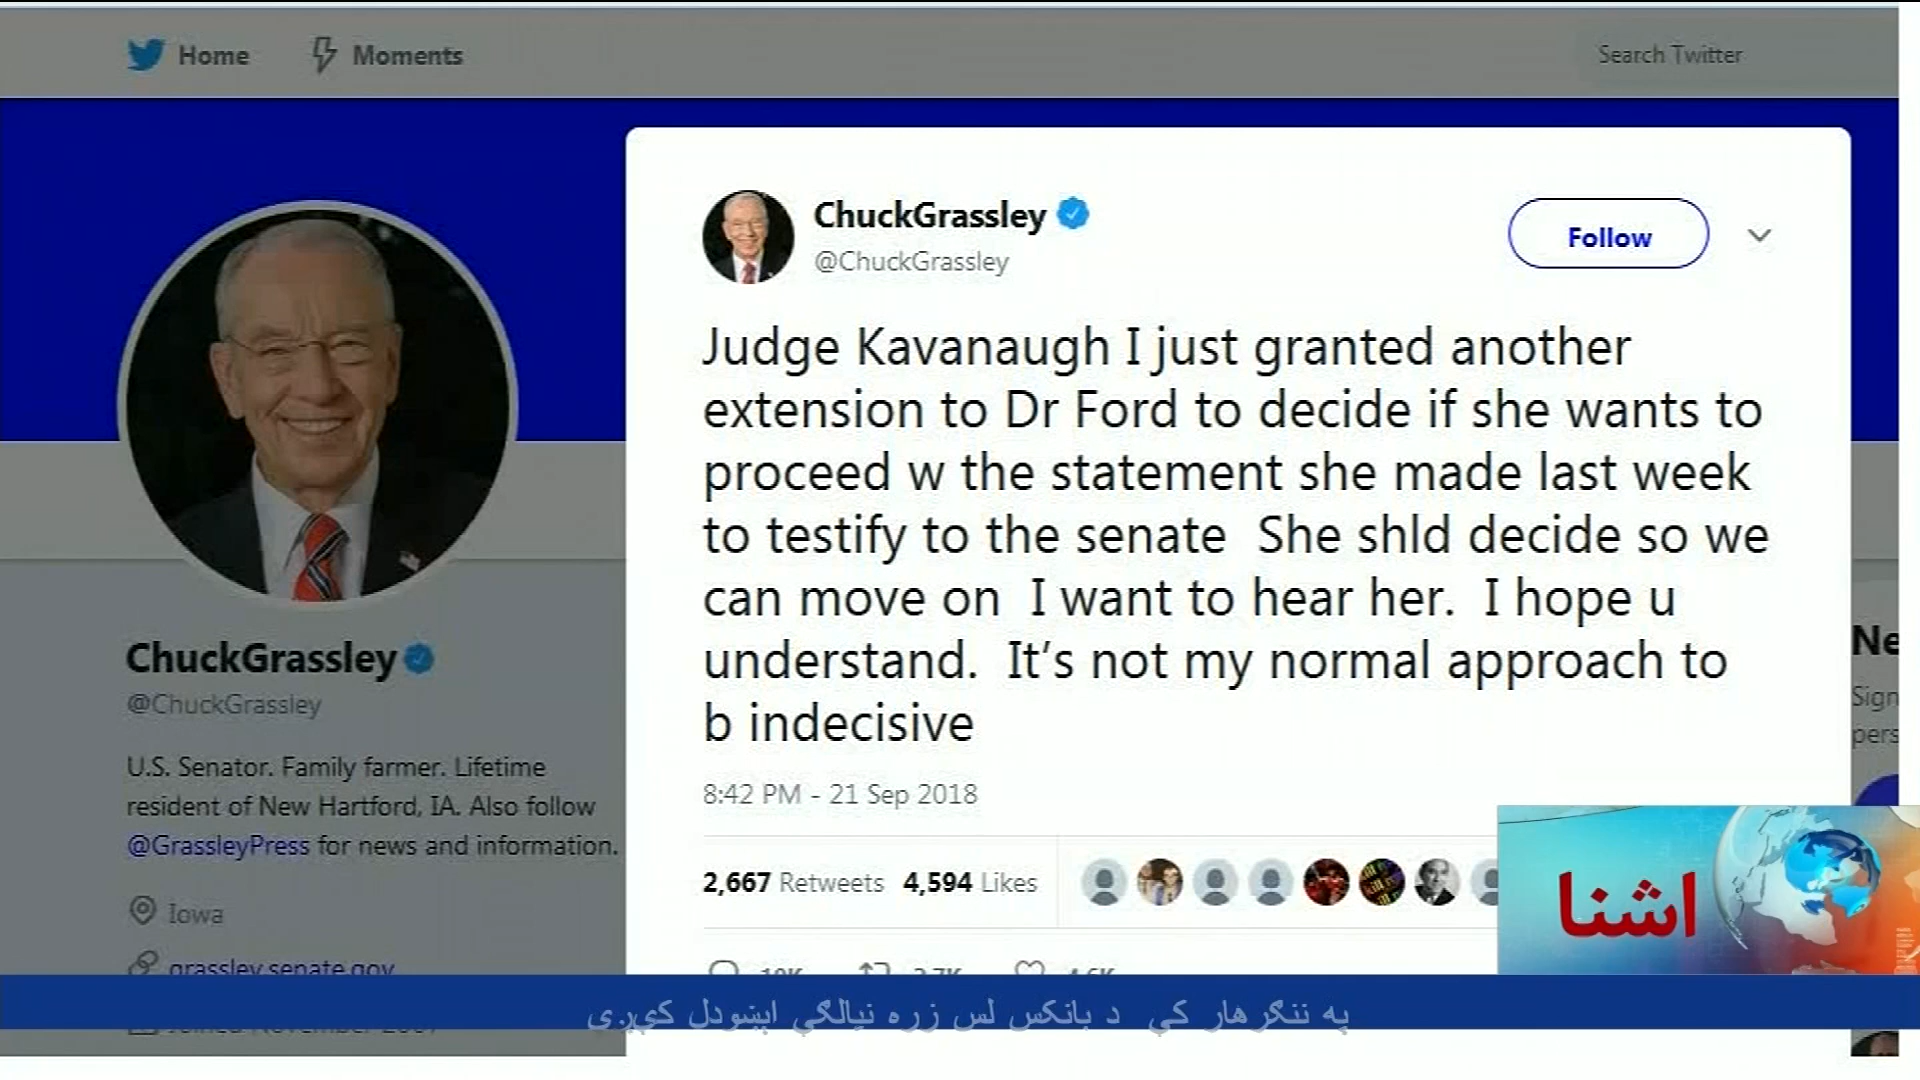 Home
Moments
Search Twitter
ChuckGrassley
@ChuckGrassley
Follow
Judge Kavanaugh I just granted another
extension to Dr Ford to decide if she wants to
proceed w the statement she made last week
to testify to the senate  She shld decide so we
can move on  I want to hear her.  I hope u
understand.  It’s not my normal approach to
b indecisive
8:42 PM - 21 Sep 2018
2,667 Retweets 4,594 Likes
ChuckGrassley
@ChuckGrassley
U.S. Senator. Family farmer. Lifetime
resident of New Hartford, IA. Also follow
@GrassleyPress for news and information.
Iowa
grassley.senate.gov
اشنا
په ننګرهار کې د بانکس لس زره نیالګي ایښودل کېږي